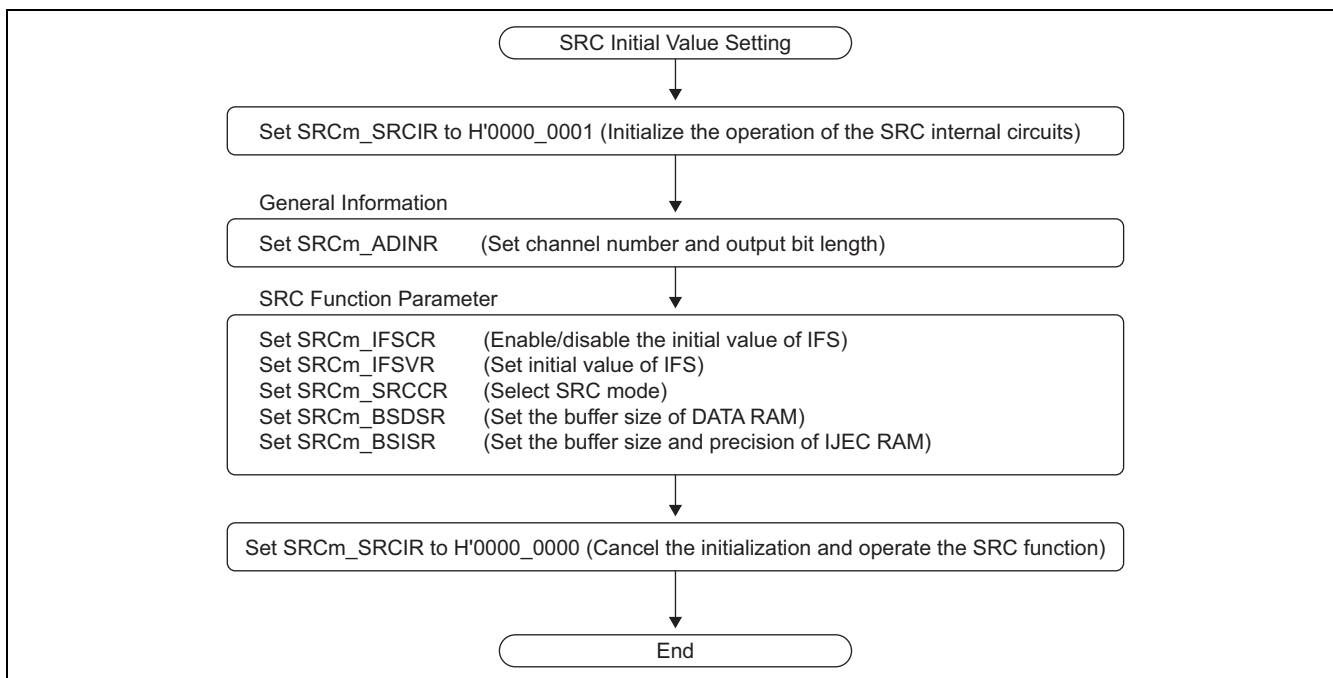 SRC Initial Value Setting
Set SRCm_SRCIR to H'0000_0001 (Initialize the operation of the SRC internal circuits)
General Information
Set SRCm_ADINR (Set channel number and output bit length)
SRC Function Parameter
Set SRCm_IFSCR (Enable/disable the initial value of IFS)
Set SRCm_IFSVR (Set initial value of IFS)
Set SRCm_SRCCR (Select SRC mode)
Set SRCm_BSDSR (Set the buffer size of DATA RAM)
Set SRCm_BSISR (Set the buffer size and precision of IJEC RAM)
Set SRCm_SRCIR to H'0000_0000 (Cancel the initialization and operate the SRC function)
End